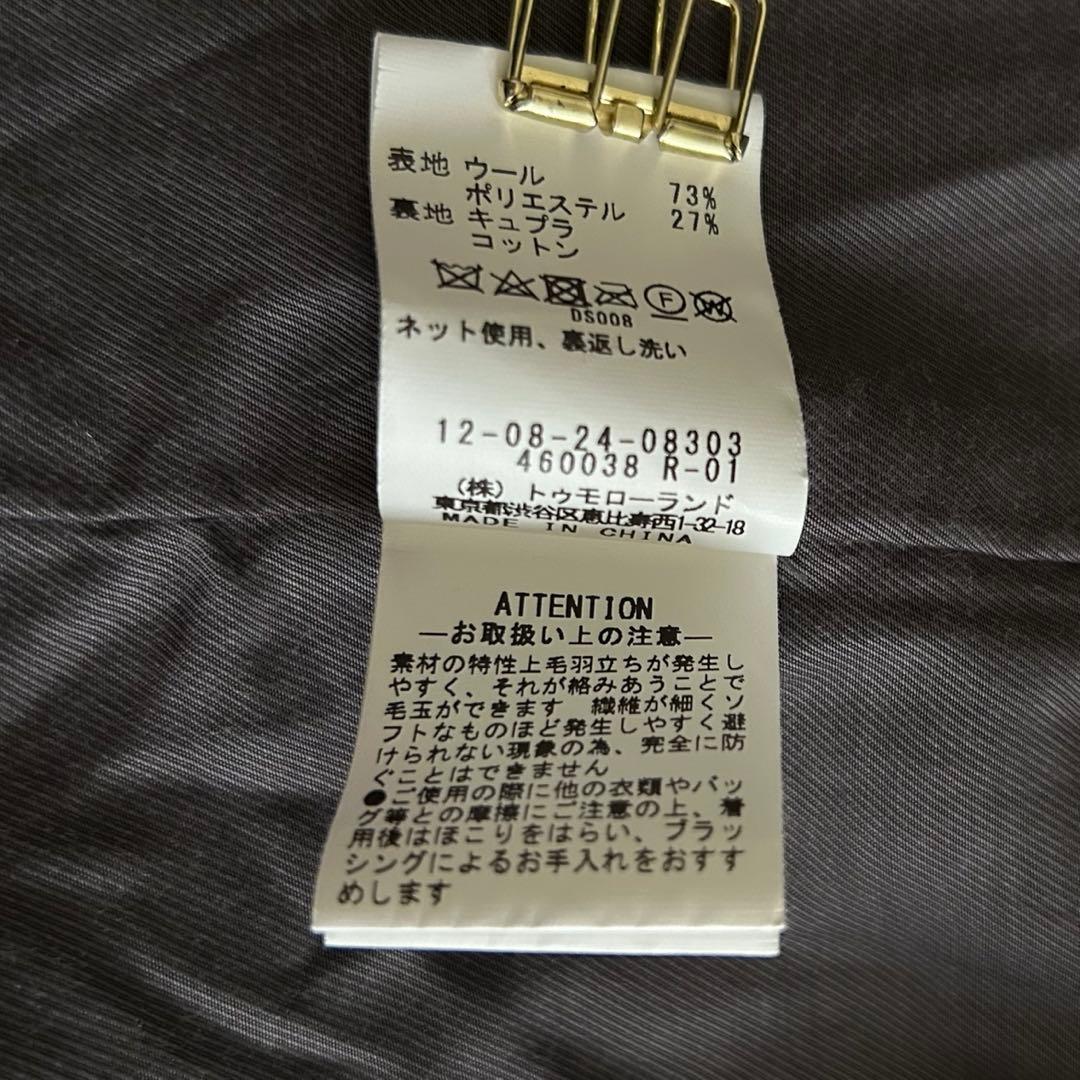 表地 ウール 73%
ポリエステル 27%
裏地 キュプラ
コットン
F W
DS008
ネット使用、裏返し洗い
12-08-24-08303
460038 R-01
(株) トゥモローランド
東京都渋谷区恵比寿西1-32-18
MADE IN CHINA
ATTENTION
—お取扱い上の注意—
素材の特性上毛羽立ちが発生し
やすく、それが絡みあうことで
毛玉ができます 繊維が細くソ
フトなものほど発生しやすく避
けられない現象の為、完全に防
ぐことはできません
●ご使用の際に他の衣類やバッ
グ等との摩擦にご注意の上、着
用後はほこりをはらい、ブラッ
シングによるお手入れをおすす
めします